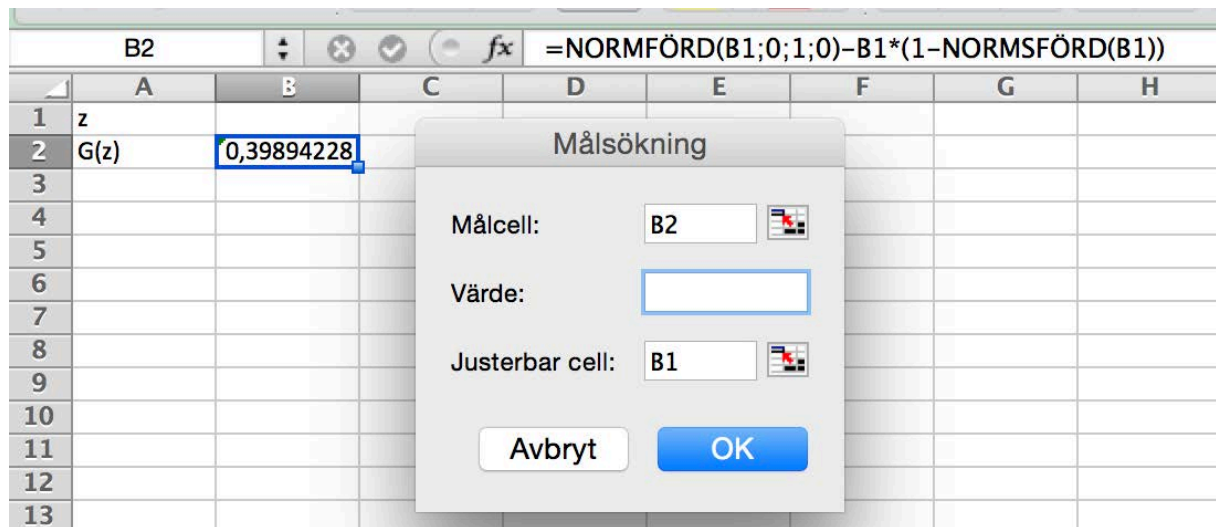 B2 fx =NORMFÖRD(B1;0;1;0)–B1*(1–NORMSFÖRD(B1))
A B C D E F G H
1 z
2 G(z) 0,39894228
3
4
5
6
7
8
9
10
11
12
13
Målsökning
Målcell: B2
Värde:
Justerbar cell: B1
Avbryt OK